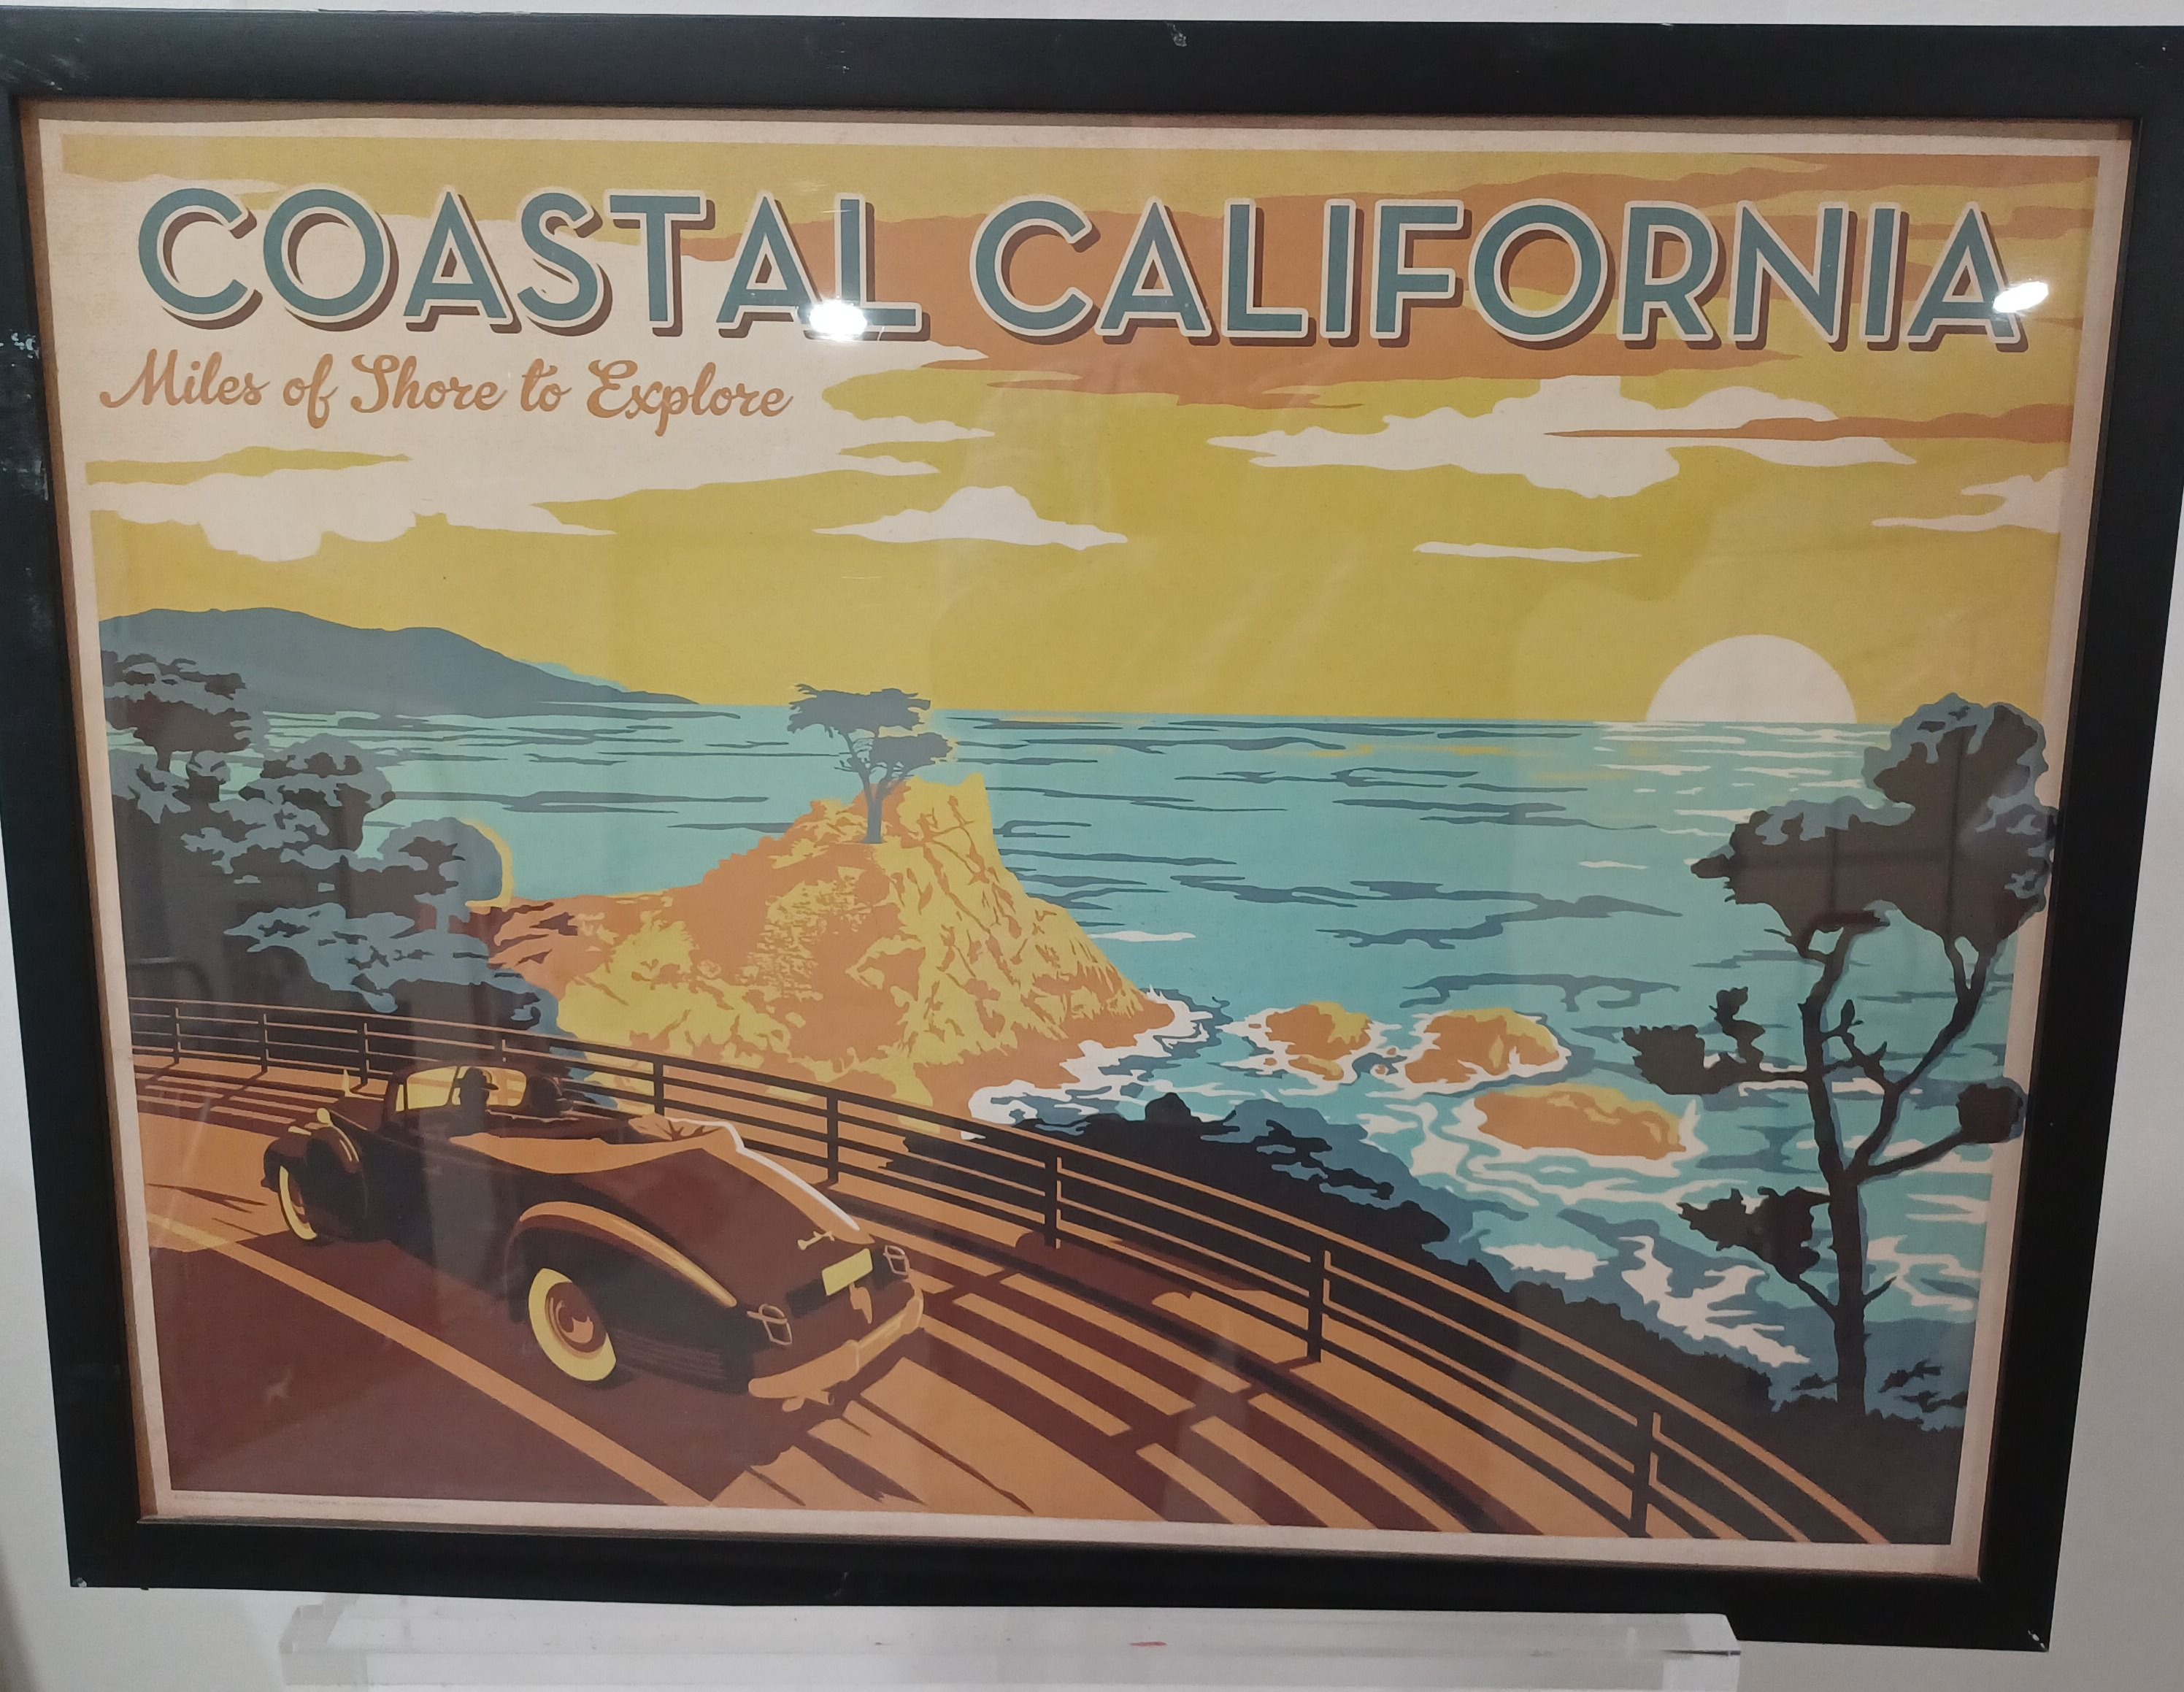 COASTAL CALIFORNIA
Miles of Shore to Explore